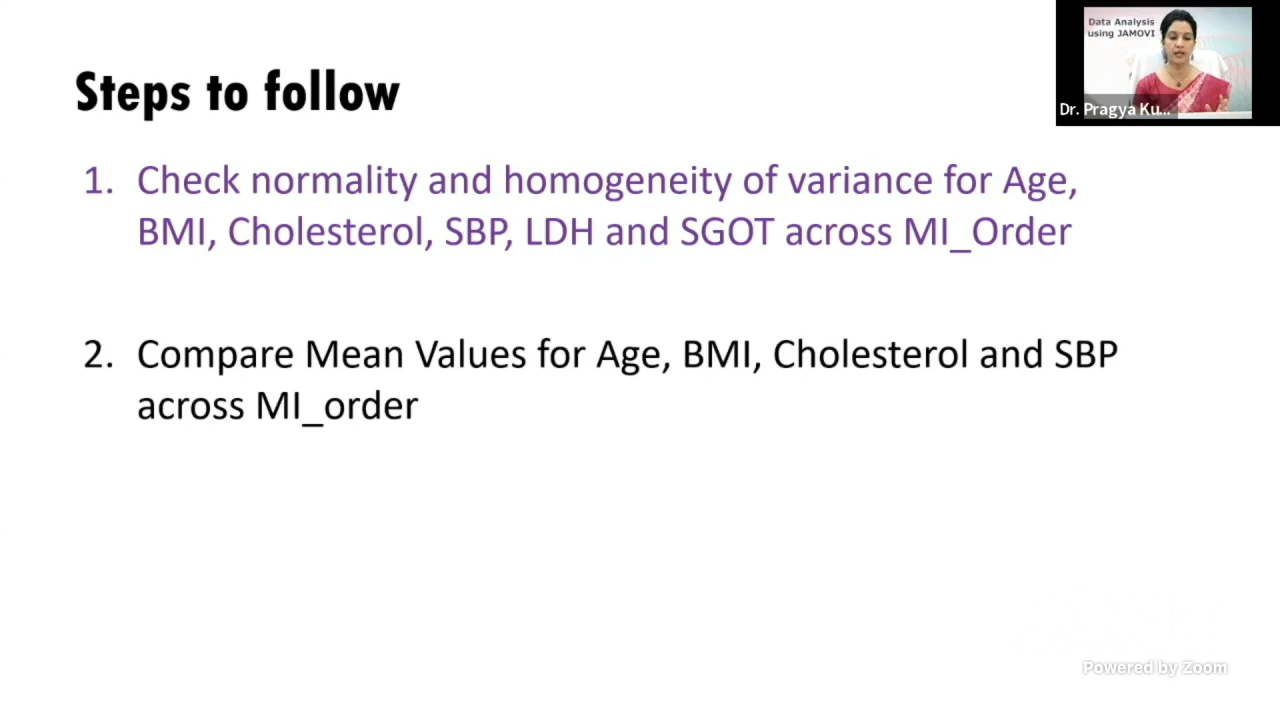 Data Analysis
using JAMOVI
Dr. Pragya Ku...
Steps to follow
1. Check normality and homogeneity of variance for Age,
BMI, Cholesterol, SBP, LDH and SGOT across MI_Order
2. Compare Mean Values for Age, BMI, Cholesterol and SBP
across MI_order
Powered by Zoom